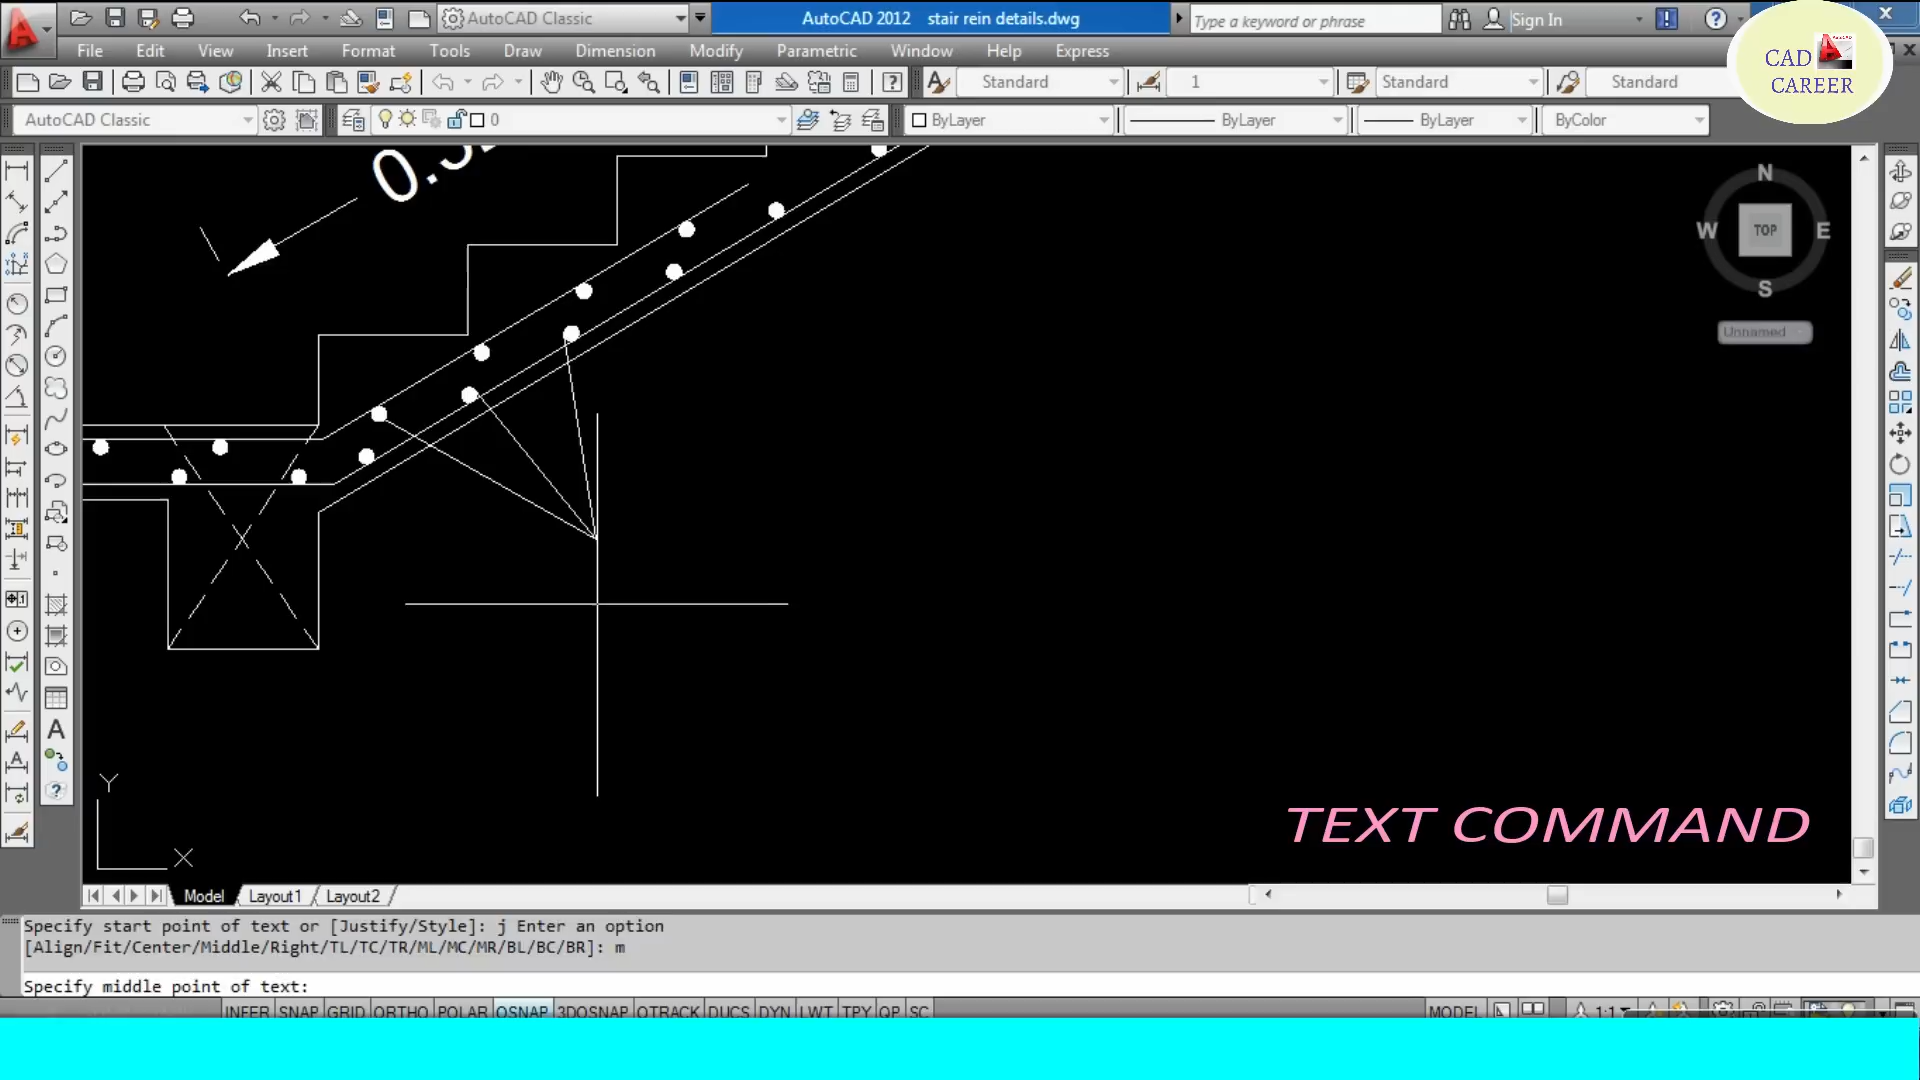 AutoCAD Classic
AutoCAD 2012 stair rein details.dwg
Type a keyword or phrase
Sign In
File Edit View Insert Format Tools Draw Dimension Modify Parametric Window Help Express
CAD
CAREER
Standard 1 Standard Standard
AutoCAD Classic 0 ByLayer ByLayer ByLayer ByColor
N
W TOP E
S
Unnamed
Y
X
TEXT COMMAND
Model Layout1 Layout2
Specify start point of text or [Justify/Style]: j Enter an option
[Align/Fit/Center/Middle/Right/TL/TC/TR/ML/MC/MR/BL/BC/BR]: m
Specify middle point of text:
INFER SNAP GRID ORTHO POLAR OSNAP 3DOSNAP OTRACK DUCS DYN LWT TPY QP SC MODEL 1:1